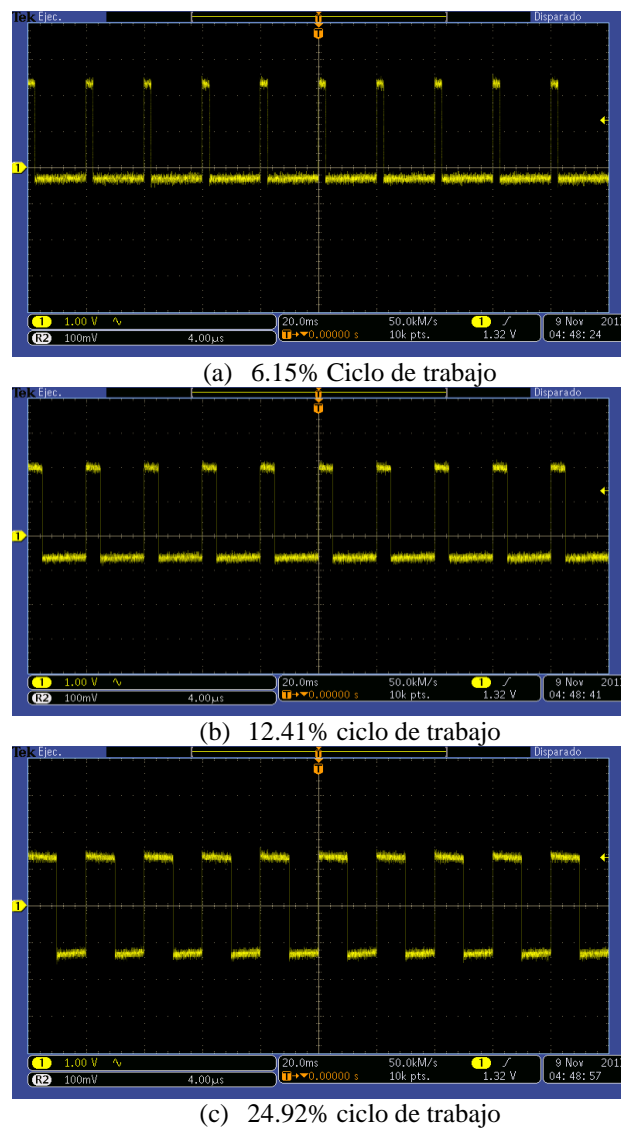 Tek Ejec. Disparado
T
T
1
1 1.00 V ∿ 20.0ms 50.0kM/s 1 ∫ 9 Nov 201
R2 100mV 4.00µs T→▼0.00000 s 10k pts. 1.32 V 04:48:24
(a) 6.15% Ciclo de trabajo
Tek Ejec. Disparado
T
T
1
1 1.00 V ∿ 20.0ms 50.0kM/s 1 ∫ 9 Nov 201
R2 100mV 4.00µs T→▼0.00000 s 10k pts. 1.32 V 04:48:41
(b) 12.41% ciclo de trabajo
Tek Ejec. Disparado
T
T
1
1 1.00 V ∿ 20.0ms 50.0kM/s 1 ∫ 9 Nov 201
R2 100mV 4.00µs T→▼0.00000 s 10k pts. 1.32 V 04:48:57
(c) 24.92% ciclo de trabajo